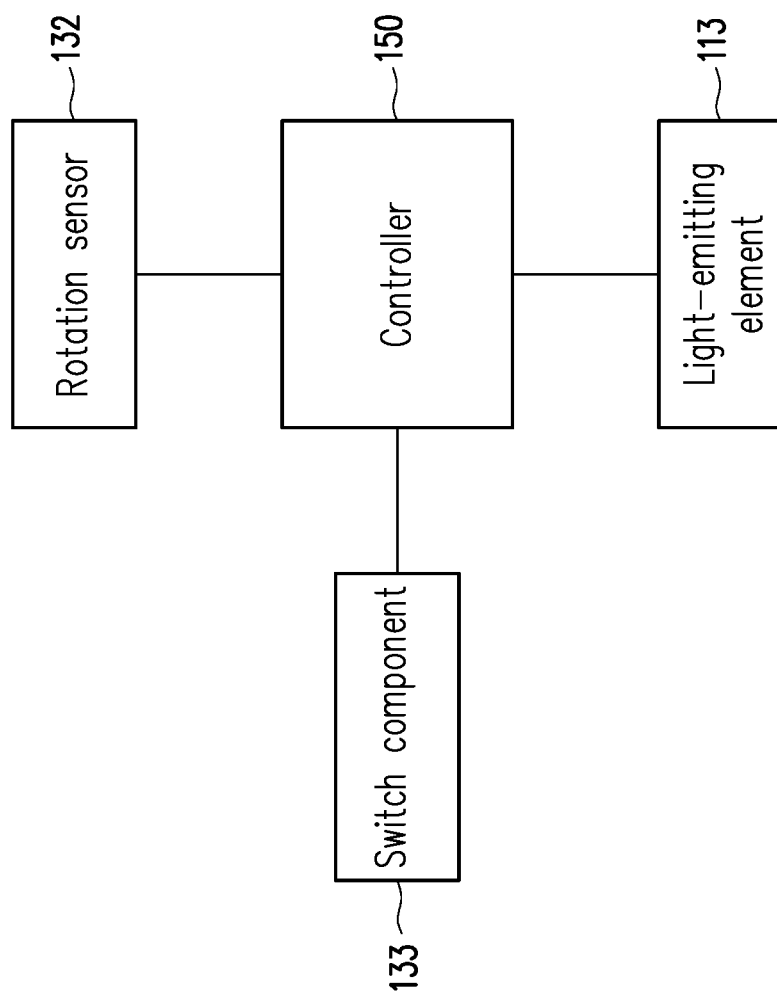 132
Rotation sensor
150
Controller
113
Light-emitting
element
Switch component
133